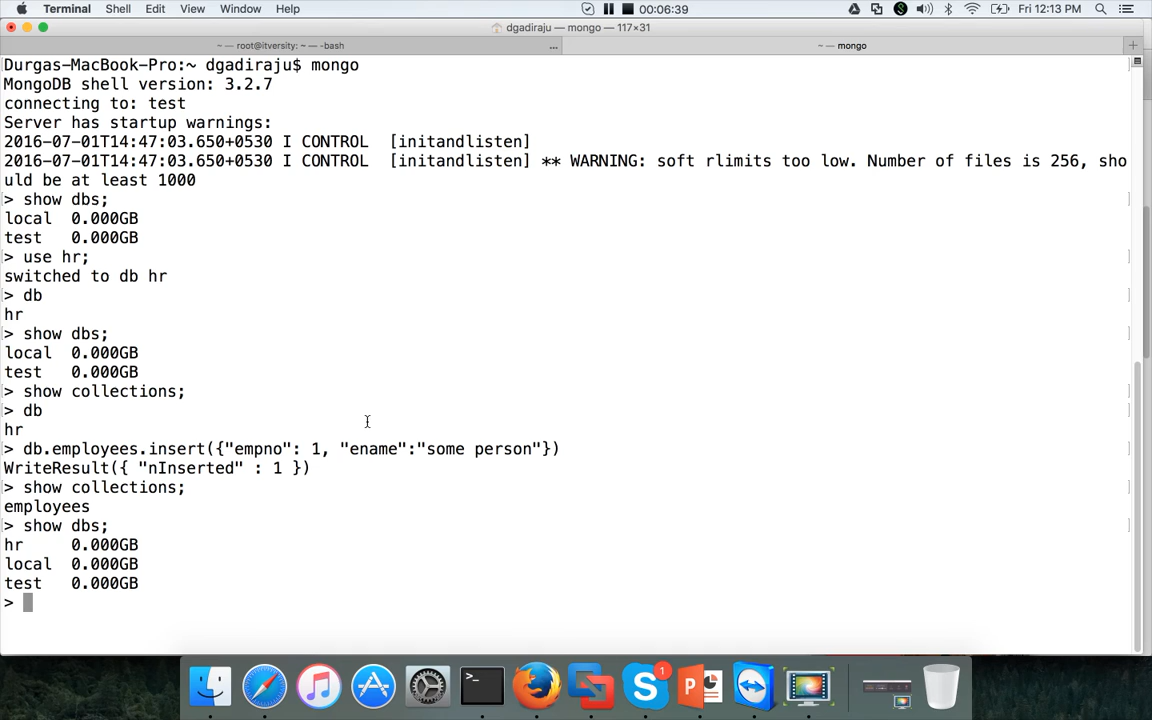 Terminal Shell Edit View Window Help 00:06:39 Fri 12:13 PM
dgadiraju — mongo — 117×31
~ — root@itversity: ~ — -bash ... ~ — mongo +
Durgas-MacBook-Pro:~ dgadiraju$ mongo
MongoDB shell version: 3.2.7
connecting to: test
Server has startup warnings:
2016-07-01T14:47:03.650+0530 I CONTROL  [initandlisten]
2016-07-01T14:47:03.650+0530 I CONTROL  [initandlisten] ** WARNING: soft rlimits too low. Number of files is 256, sho
uld be at least 1000
> show dbs;
local  0.000GB
test   0.000GB
> use hr;
switched to db hr
> db
hr
> show dbs;
local  0.000GB
test   0.000GB
> show collections;
> db
hr
> db.employees.insert({"empno": 1, "ename":"some person"})
WriteResult({ "nInserted" : 1 })
> show collections;
employees
> show dbs;
hr     0.000GB
local  0.000GB
test   0.000GB
>
>_ S 1 P